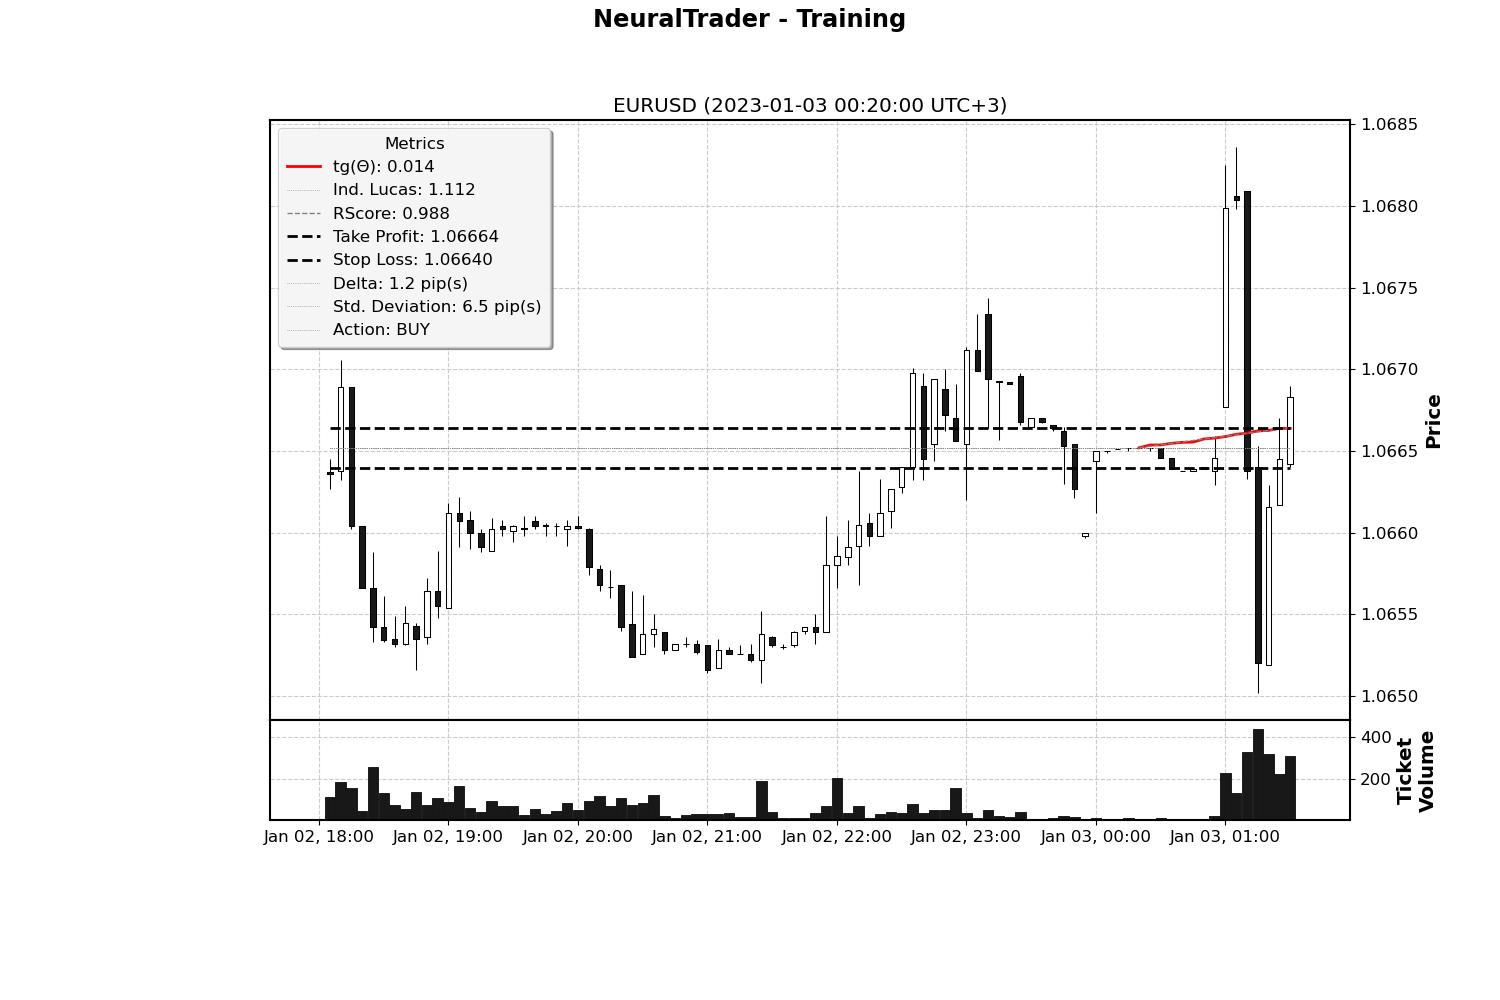 NeuralTrader - Training
EURUSD (2023-01-03 00:20:00 UTC+3)
Metrics
tg(Θ): 0.014
Ind. Lucas: 1.112
RScore: 0.988
Take Profit: 1.06664
Stop Loss: 1.06640
Delta: 1.2 pip(s)
Std. Deviation: 6.5 pip(s)
Action: BUY
1.0685
1.0680
1.0675
1.0670
1.0665
1.0660
1.0655
1.0650
Price
400
200
Ticket
Volume
Jan 02, 18:00
Jan 02, 19:00
Jan 02, 20:00
Jan 02, 21:00
Jan 02, 22:00
Jan 02, 23:00
Jan 03, 00:00
Jan 03, 01:00